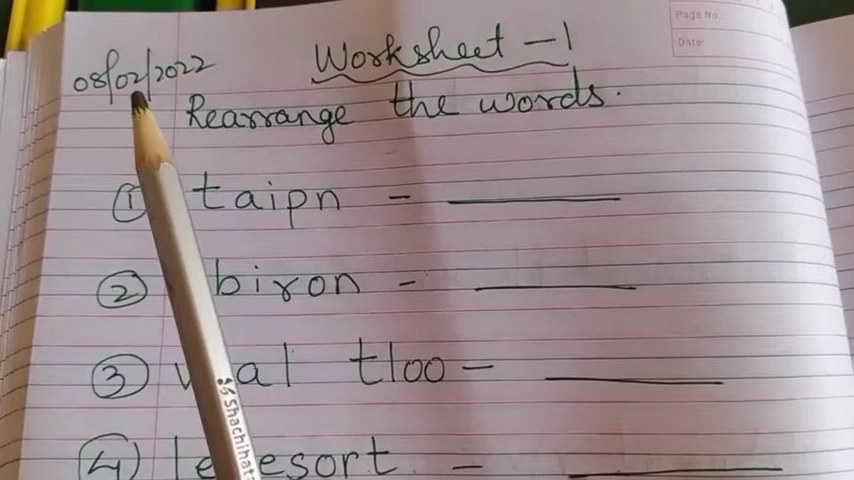 Page No.:
Date:
08/02/2022 Worksheet - 1
Rearrange the words.
① taipn -
② biron -
③ al tloo -
④ esort -
Shachihata